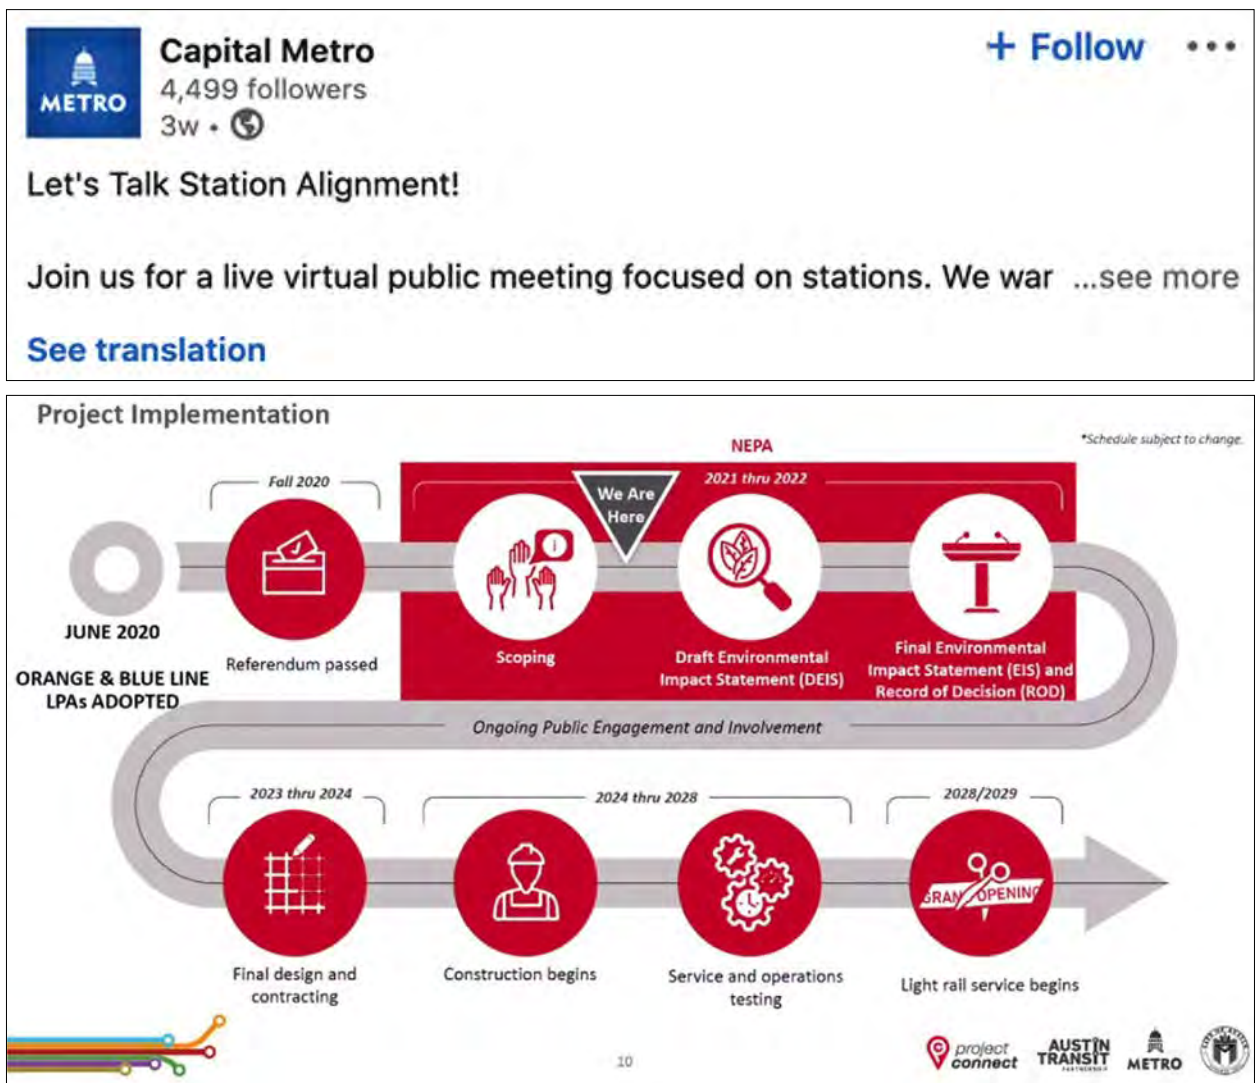 Capital Metro
4,499 followers
3w •
METRO
+ Follow •••
Let's Talk Station Alignment!
Join us for a live virtual public meeting focused on stations. We war ...see more
See translation
Project Implementation
*Schedule subject to change.
NEPA
Fall 2020
2021 thru 2022
We Are
Here
JUNE 2020
ORANGE & BLUE LINE
LPAs ADOPTED
Referendum passed
Scoping
Draft Environmental
Impact Statement (DEIS)
Final Environmental
Impact Statement (EIS) and
Record of Decision (ROD)
Ongoing Public Engagement and Involvement
2023 thru 2024
2024 thru 2028
2028/2029
GRAN OPENING
Final design and
contracting
Construction begins
Service and operations
testing
Light rail service begins
10
project
connect
AUSTIN
TRANSIT
PARTNERSHIP
METRO